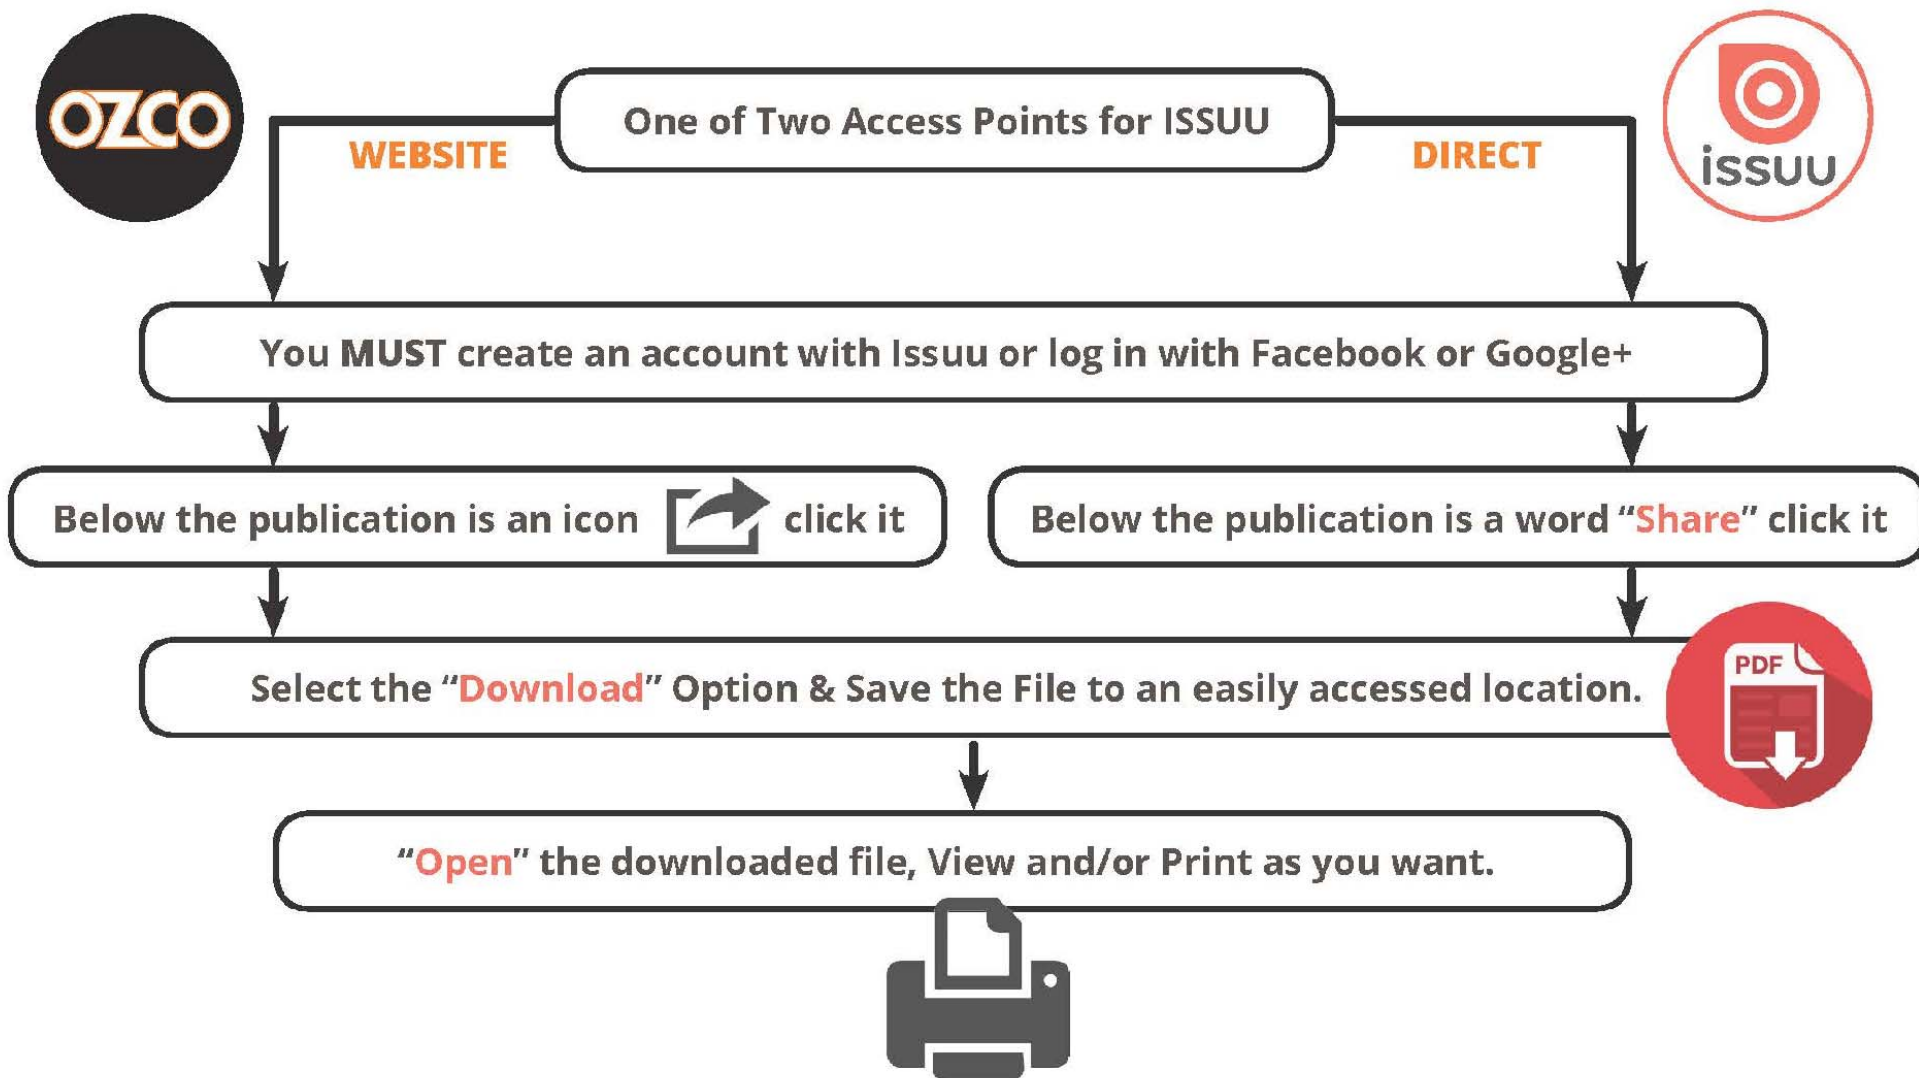 OZCO
One of Two Access Points for ISSUU
WEBSITE
DIRECT
issuu
You MUST create an account with Issuu or log in with Facebook or Google+
Below the publication is an icon click it
Below the publication is a word “Share” click it
Select the “Download” Option & Save the File to an easily accessed location.
PDF
“Open” the downloaded file, View and/or Print as you want.